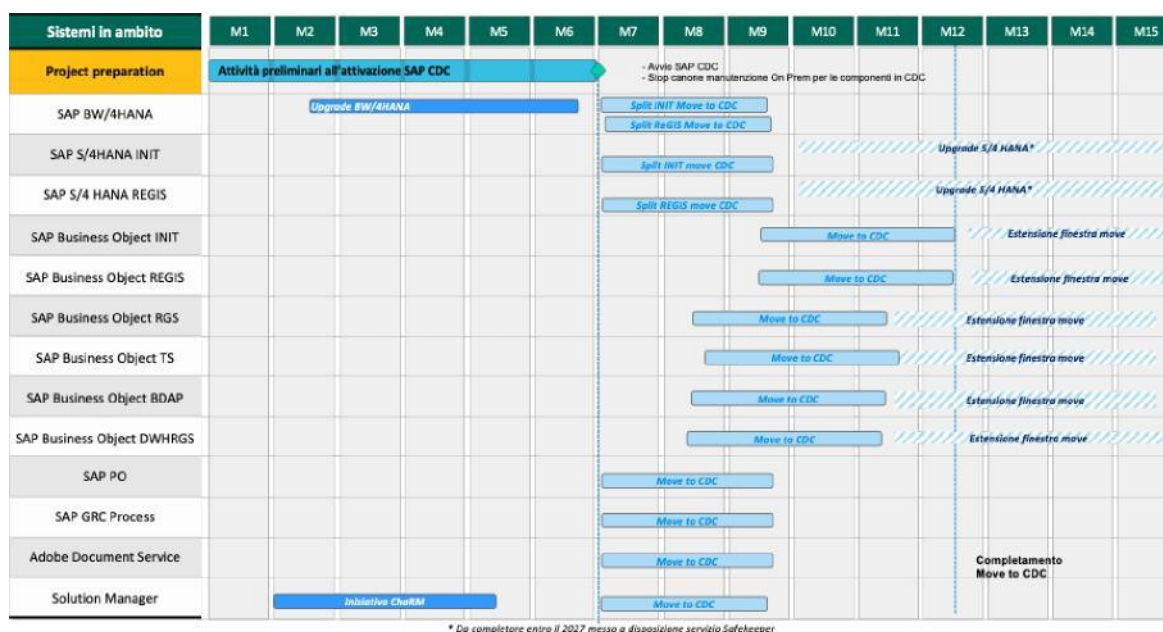 Sistemi in ambito M1 M2 M3 M4 M5 M6 M7 M8 M9 M10 M11 M12 M13 M14 M15
Project preparation
Attività preliminari all'attivazione SAP CDC
- Avvio SAP CDC
- Stop canone manutenzione On Prem per le componenti in CDC
SAP BW/4HANA
Upgrade BW/4HANA
Split INIT Move to CDC
Split ReGIS Move to CDC
SAP S/4HANA INIT
Split INIT move CDC
Upgrade S/4 HANA*
SAP S/4 HANA REGIS
Split REGIS move CDC
Upgrade S/4 HANA*
SAP Business Object INIT
Move to CDC
Estensione finestra move
SAP Business Object REGIS
Move to CDC
Estensione finestra move
SAP Business Object RGS
Move to CDC
Estensione finestra move
SAP Business Object TS
Move to CDC
Estensione finestra move
SAP Business Object BDAP
Move to CDC
Estensione finestra move
SAP Business Object DWHRGS
Move to CDC
Estensione finestra move
SAP PO
Move to CDC
SAP GRC Process
Move to CDC
Adobe Document Service
Move to CDC
Completamento
Move to CDC
Solution Manager
Iniziativa ChaRM
Move to CDC
* Da completare entro il 2027 messo a disposizione servizio Safekeeper